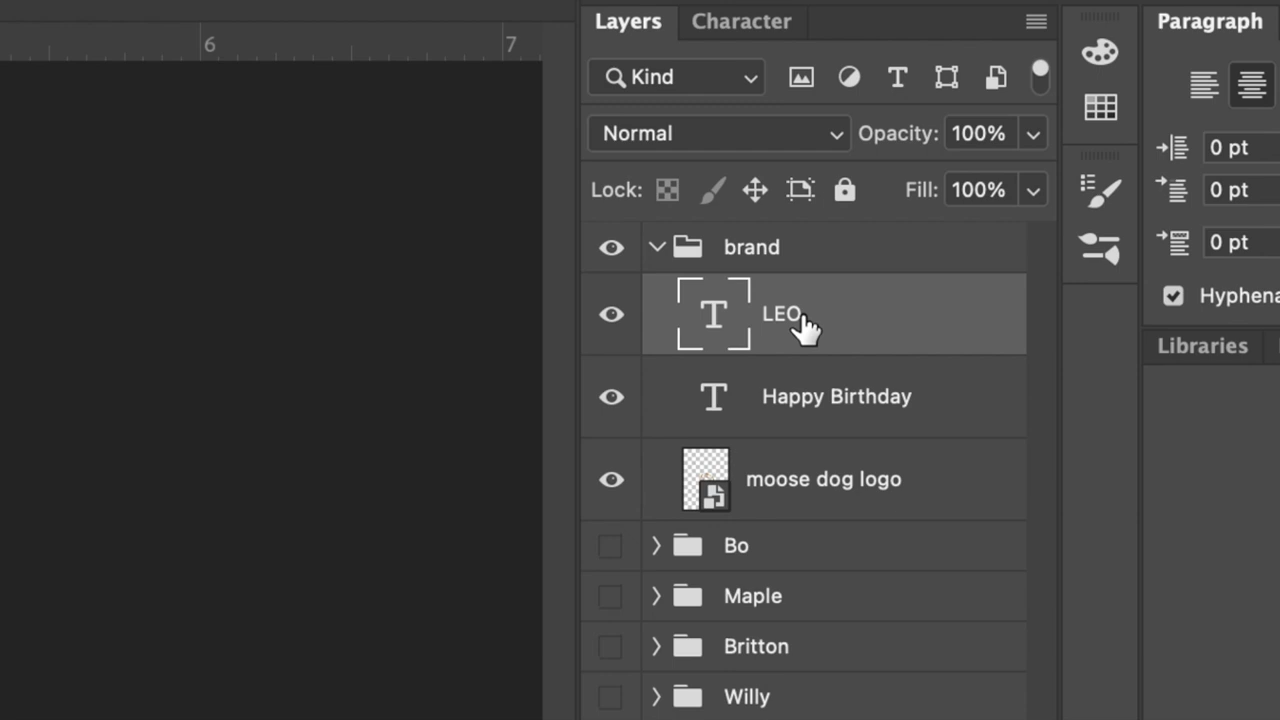 Layers Character Paragraph
6 7
Kind T
Normal Opacity: 100%
0 pt
Lock: Fill: 100% 0 pt
brand 0 pt
T LEO Hyphena
T Happy Birthday Libraries
moose dog logo
Bo
Maple
Britton
Willy